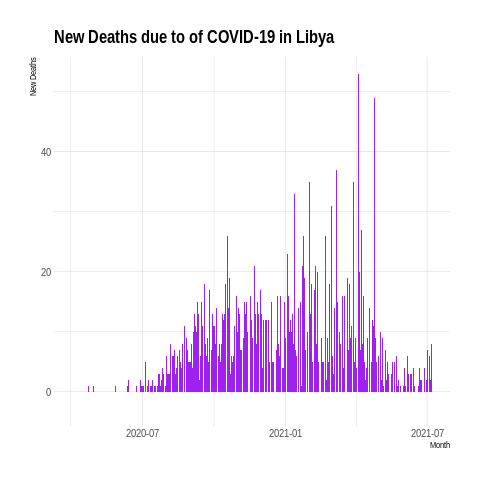 New Deaths due to of COVID-19 in Libya
New Deaths
40
20
0
2020-07
2021-01
2021-07
Month